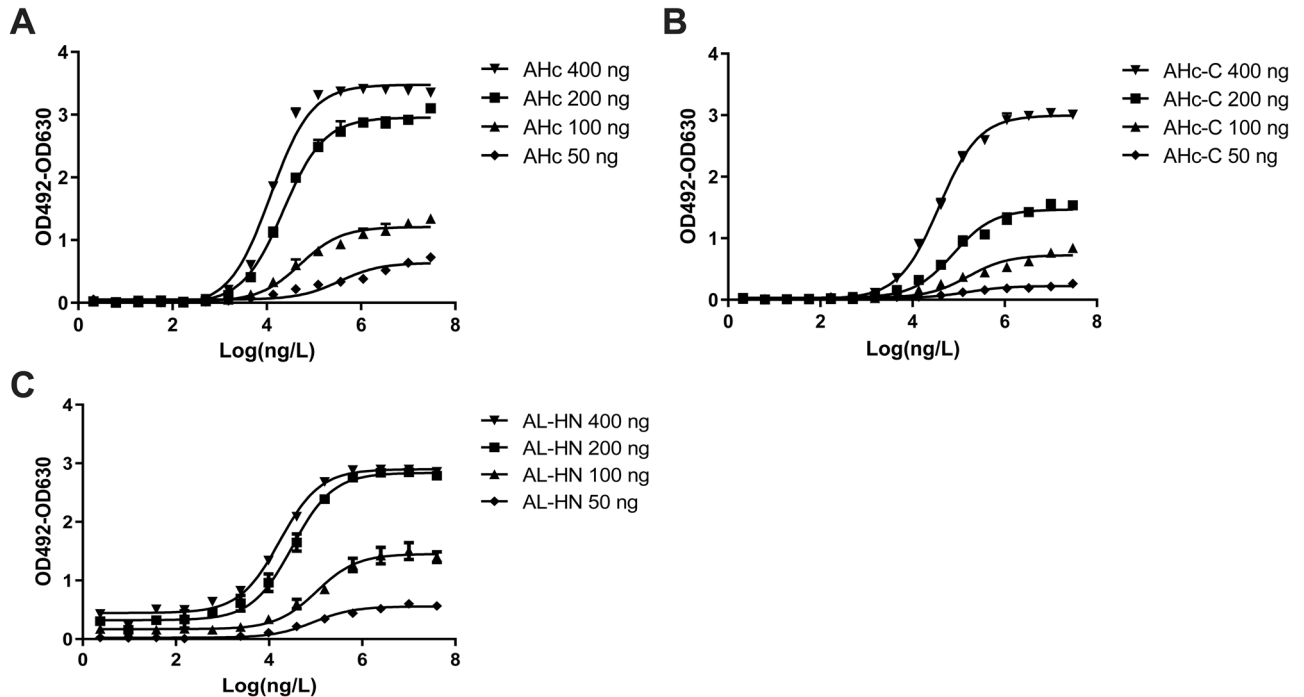 A
4
3
2
1
0
0 2 4 6 8
OD492-OD630
Log(ng/L)
AHc 400 ng
AHc 200 ng
AHc 100 ng
AHc 50 ng
B
4
3
2
1
0
0 2 4 6 8
OD492-OD630
Log(ng/L)
AHc-C 400 ng
AHc-C 200 ng
AHc-C 100 ng
AHc-C 50 ng
C
4
3
2
1
0
0 2 4 6 8
OD492-OD630
Log(ng/L)
AL-HN 400 ng
AL-HN 200 ng
AL-HN 100 ng
AL-HN 50 ng